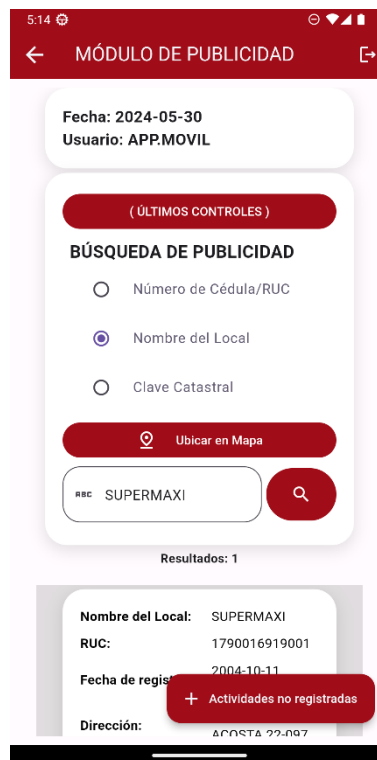 5:14
MÓDULO DE PUBLICIDAD
Fecha: 2024-05-30
Usuario: APP.MOVIL
( ÚLTIMOS CONTROLES )
BÚSQUEDA DE PUBLICIDAD
Número de Cédula/RUC
Nombre del Local
Clave Catastral
Ubicar en Mapa
ABC SUPERMAXI
Resultados: 1
Nombre del Local: SUPERMAXI
RUC: 1790016919001
Fecha de regist 2004-10-11
+ Actividades no registradas
Dirección: ACOSTA 22-097